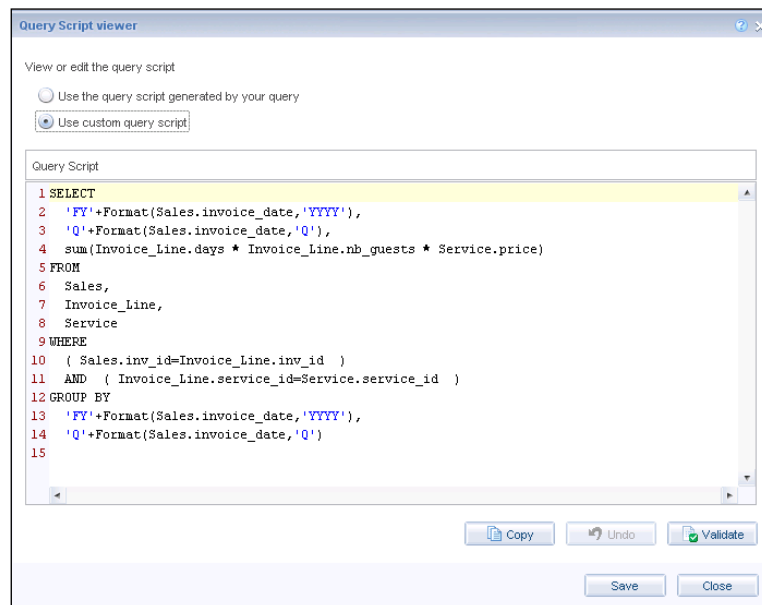 Query Script viewer
View or edit the query script
Use the query script generated by your query
Use custom query script
Query Script
1 SELECT
2 'FY'+Format(Sales.invoice_date,'YYYY'),
3 'Q'+Format(Sales.invoice_date,'Q'),
4 sum(Invoice_Line.days * Invoice_Line.nb_guests * Service.price)
5 FROM
6 Sales,
7 Invoice_Line,
8 Service
9 WHERE
10 ( Sales.inv_id=Invoice_Line.inv_id )
11 AND ( Invoice_Line.service_id=Service.service_id )
12 GROUP BY
13 'FY'+Format(Sales.invoice_date,'YYYY'),
14 'Q'+Format(Sales.invoice_date,'Q')
15
Copy Undo Validate
Save Close